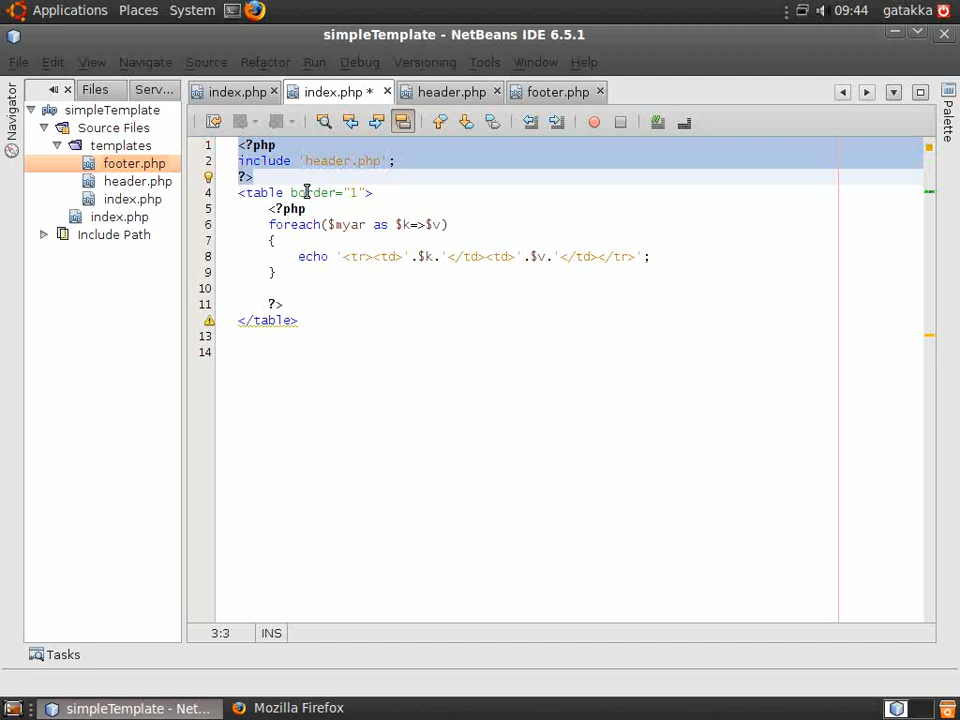 Applications Places System 09:44 gatakka
simpleTemplate - NetBeans IDE 6.5.1
File Edit View Navigate Source Refactor Run Debug Versioning Tools Window Help
Navigator
Files Serv...
index.php index.php * header.php footer.php
Palette
simpleTemplate
Source Files
templates
footer.php
header.php
index.php
index.php
Include Path
1 <?php
2 include 'header.php';
?>
4 <table border="1">
5 <?php
6 foreach($myar as $k=>$v)
7 {
8 echo '<tr><td>'.$k.'</td><td>'.$v.'</td></tr>';
9 }
10
11 ?>
</table>
13
14
3:3 INS
Tasks
simpleTemplate - Net... Mozilla Firefox